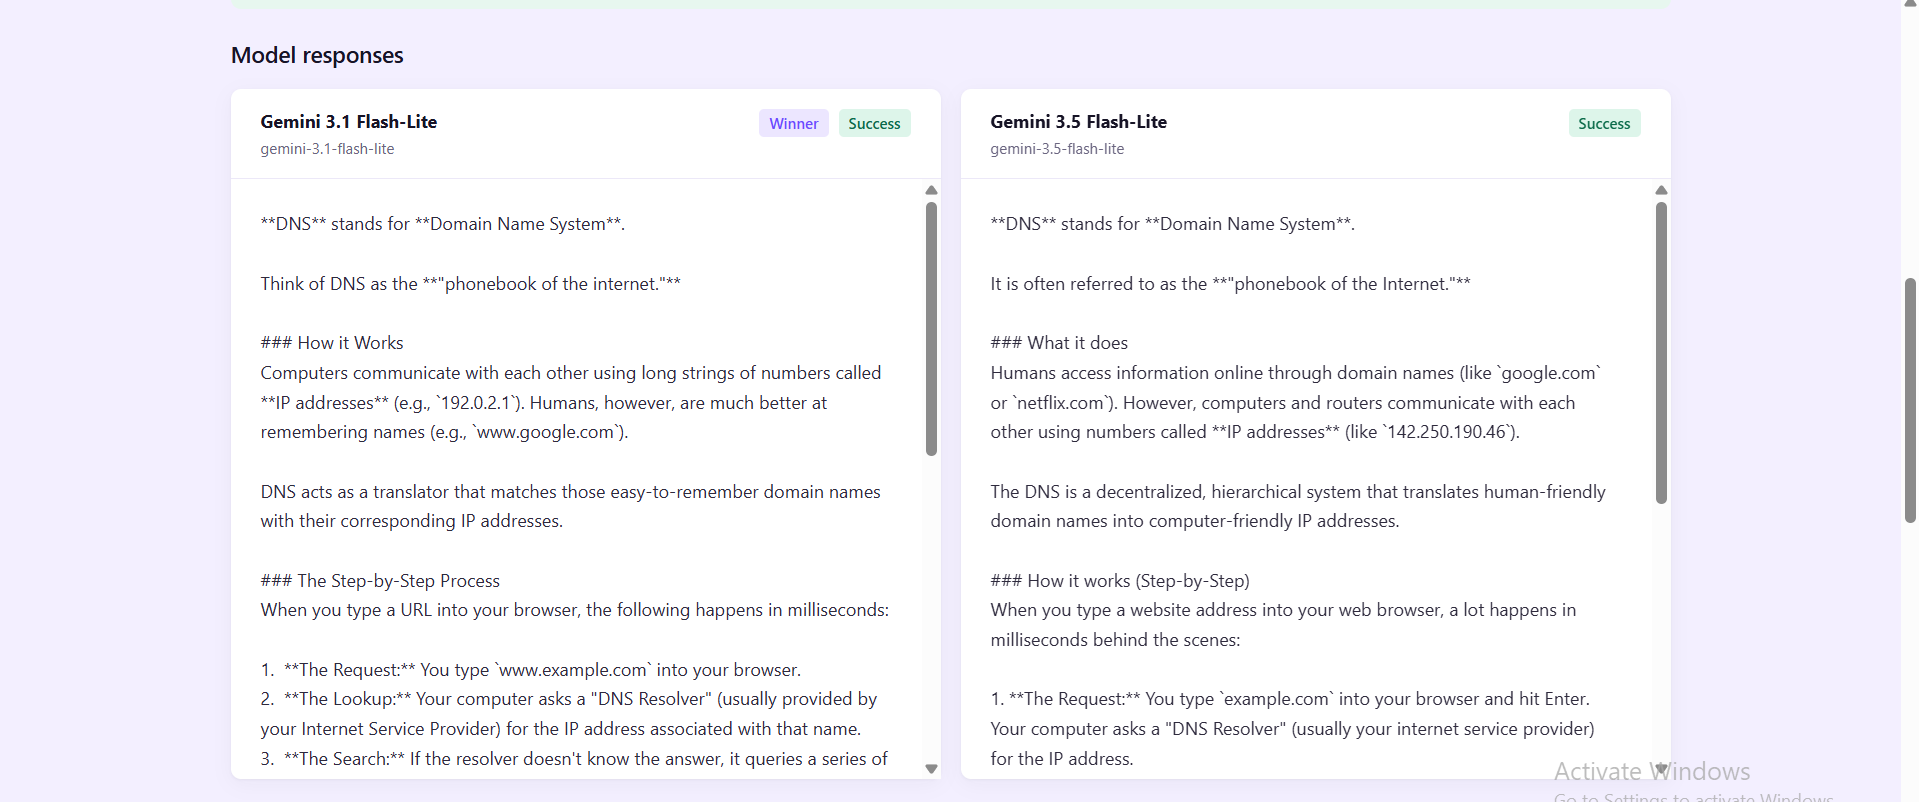 Model responses
Gemini 3.1 Flash-Lite
Winner
Success
gemini-3.1-flash-lite
**DNS** stands for **Domain Name System**.
Think of DNS as the **"phonebook of the internet."**
### How it Works
Computers communicate with each other using long strings of numbers called
**IP addresses** (e.g., `192.0.2.1`). Humans, however, are much better at
remembering names (e.g., `www.google.com`).
DNS acts as a translator that matches those easy-to-remember domain names
with their corresponding IP addresses.
### The Step-by-Step Process
When you type a URL into your browser, the following happens in milliseconds:
1.  **The Request:** You type `www.example.com` into your browser.
2.  **The Lookup:** Your computer asks a "DNS Resolver" (usually provided by
your Internet Service Provider) for the IP address associated with that name.
3.  **The Search:** If the resolver doesn't know the answer, it queries a series of
Gemini 3.5 Flash-Lite
Success
gemini-3.5-flash-lite
**DNS** stands for **Domain Name System**.
It is often referred to as the **"phonebook of the Internet."**
### What it does
Humans access information online through domain names (like `google.com`
or `netflix.com`). However, computers and routers communicate with each
other using numbers called **IP addresses** (like `142.250.190.46`).
The DNS is a decentralized, hierarchical system that translates human-friendly
domain names into computer-friendly IP addresses.
### How it works (Step-by-Step)
When you type a website address into your web browser, a lot happens in
milliseconds behind the scenes:
1. **The Request:** You type `example.com` into your browser and hit Enter.
Your computer asks a "DNS Resolver" (usually your internet service provider)
for the IP address.
Activate Windows
Go to Settings to activate Windows.